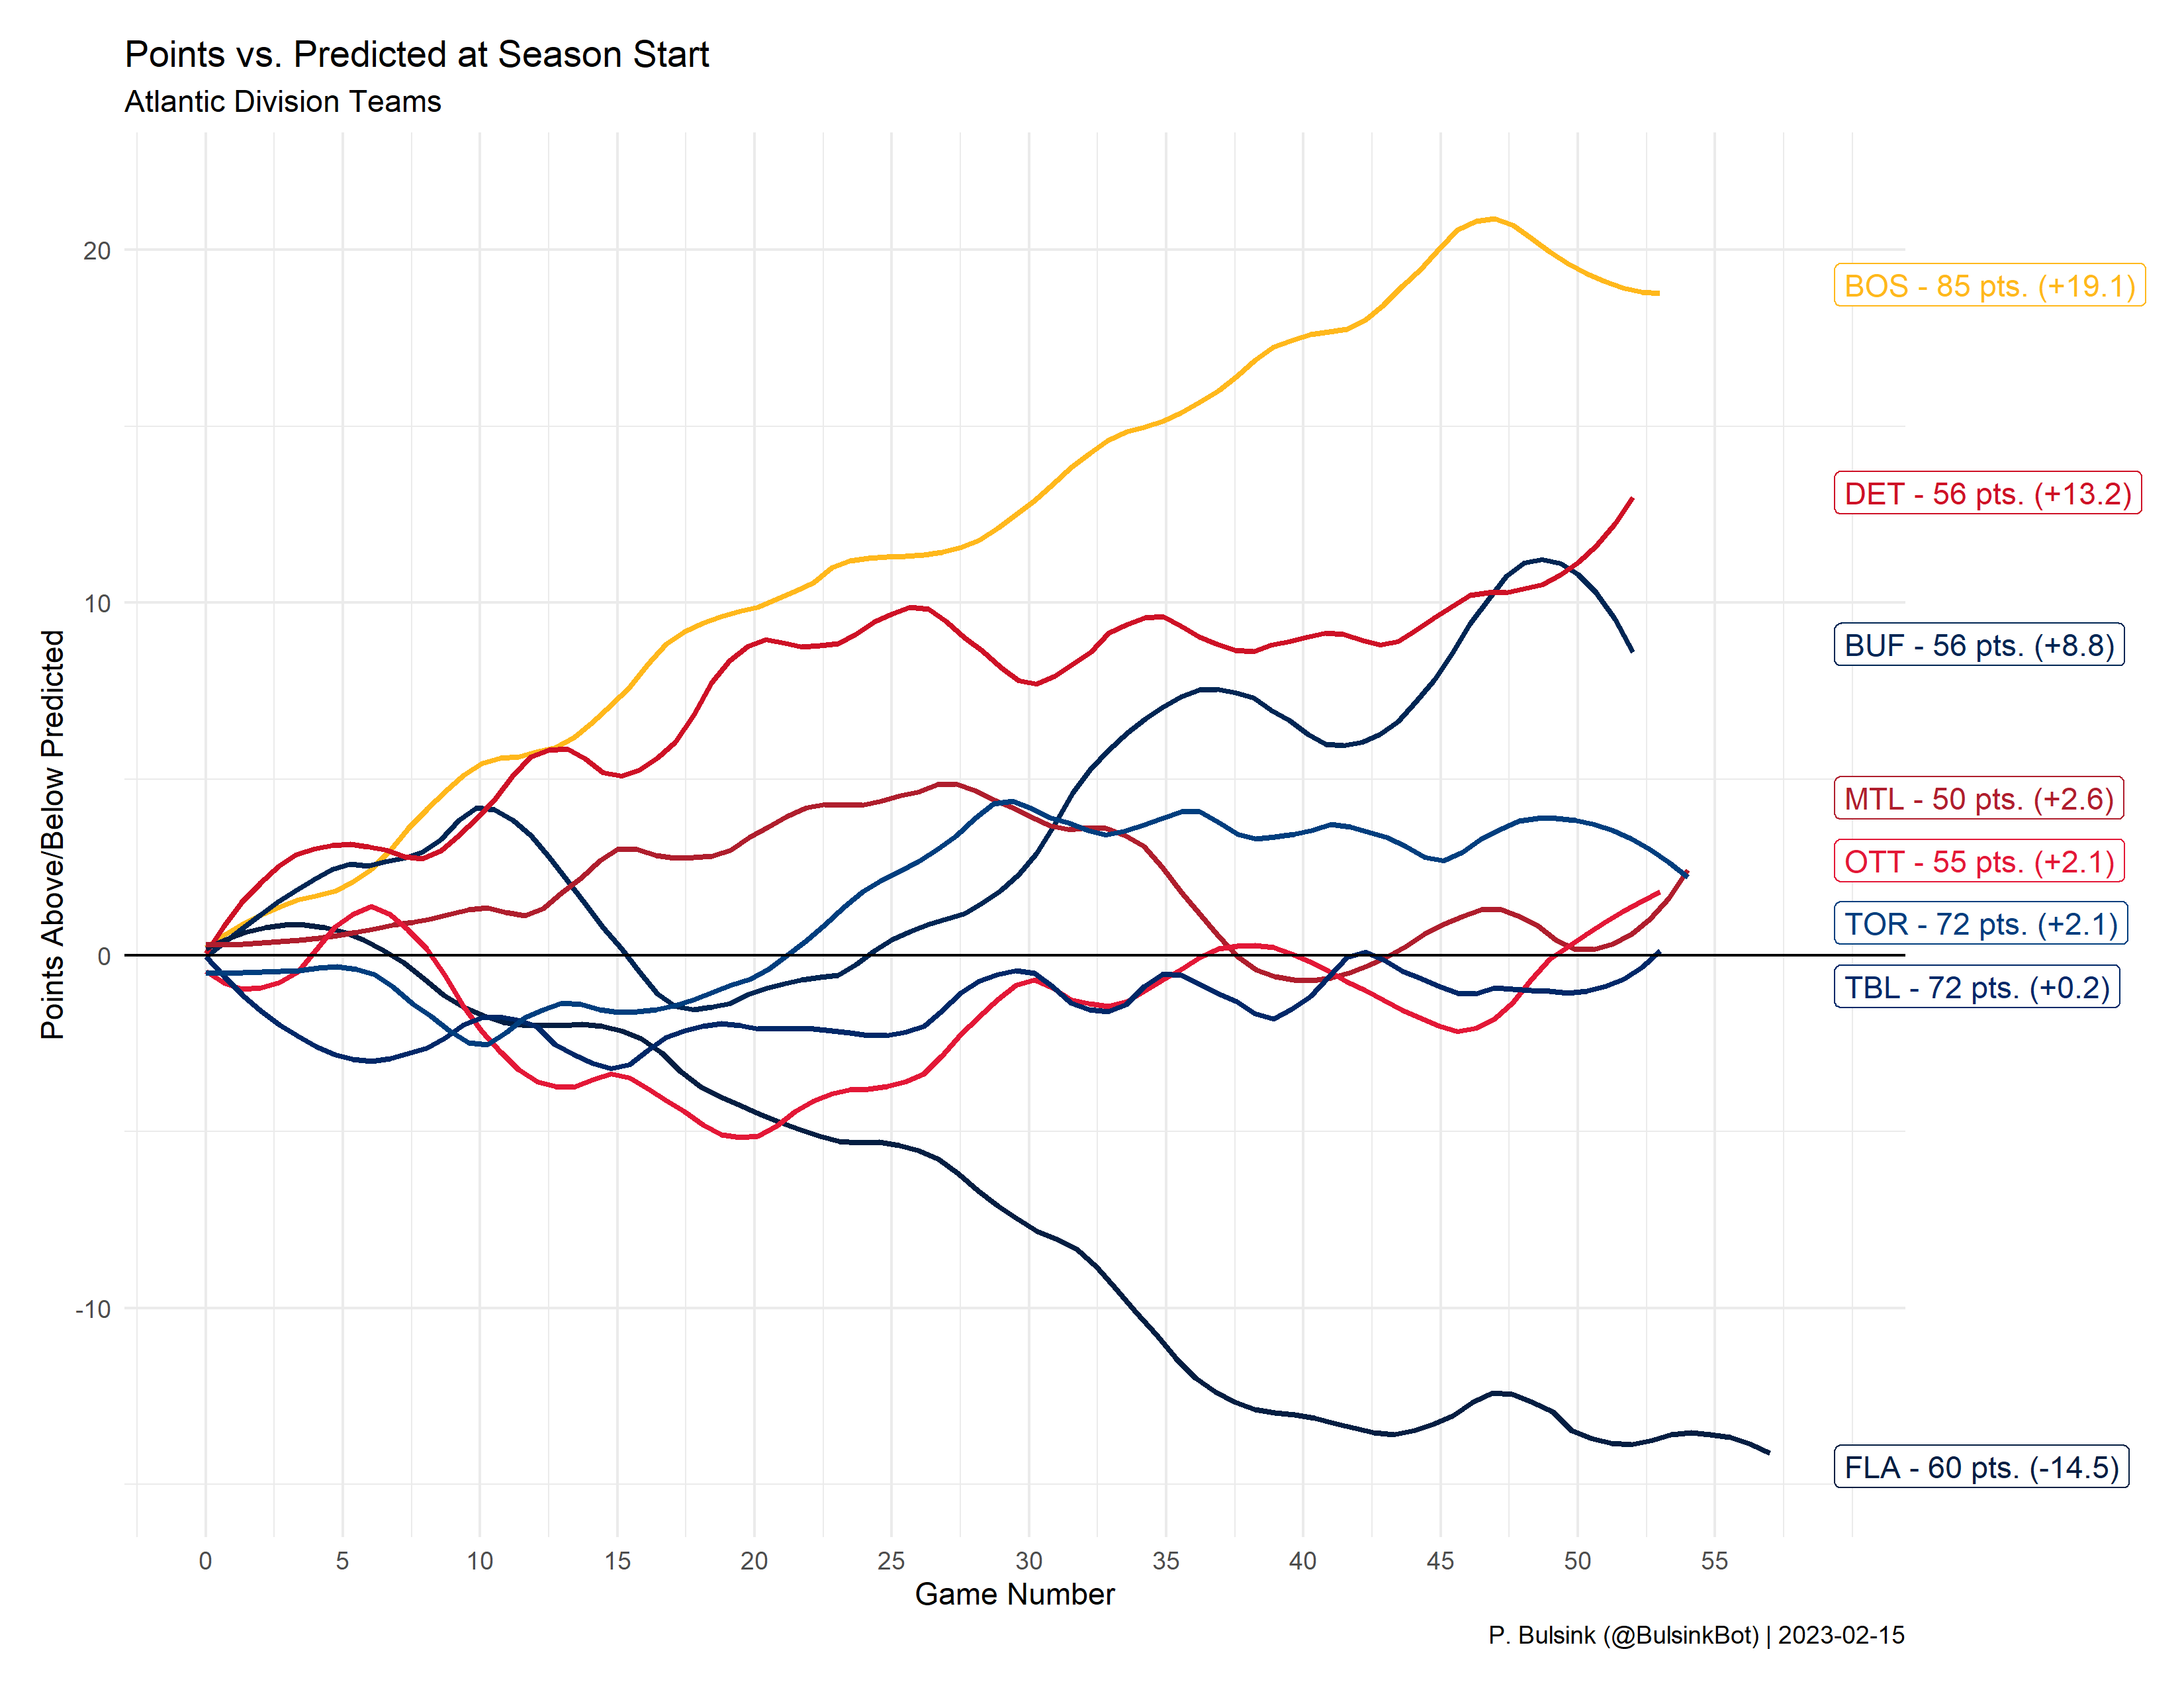 Points vs. Predicted at Season Start
Atlantic Division Teams
Points Above/Below Predicted
20
10
0
-10
BOS - 85 pts. (+19.1)
DET - 56 pts. (+13.2)
BUF - 56 pts. (+8.8)
MTL - 50 pts. (+2.6)
OTT - 55 pts. (+2.1)
TOR - 72 pts. (+2.1)
TBL - 72 pts. (+0.2)
FLA - 60 pts. (-14.5)
0 5 10 15 20 25 30 35 40 45 50 55
Game Number
P. Bulsink (@BulsinkBot) | 2023-02-15